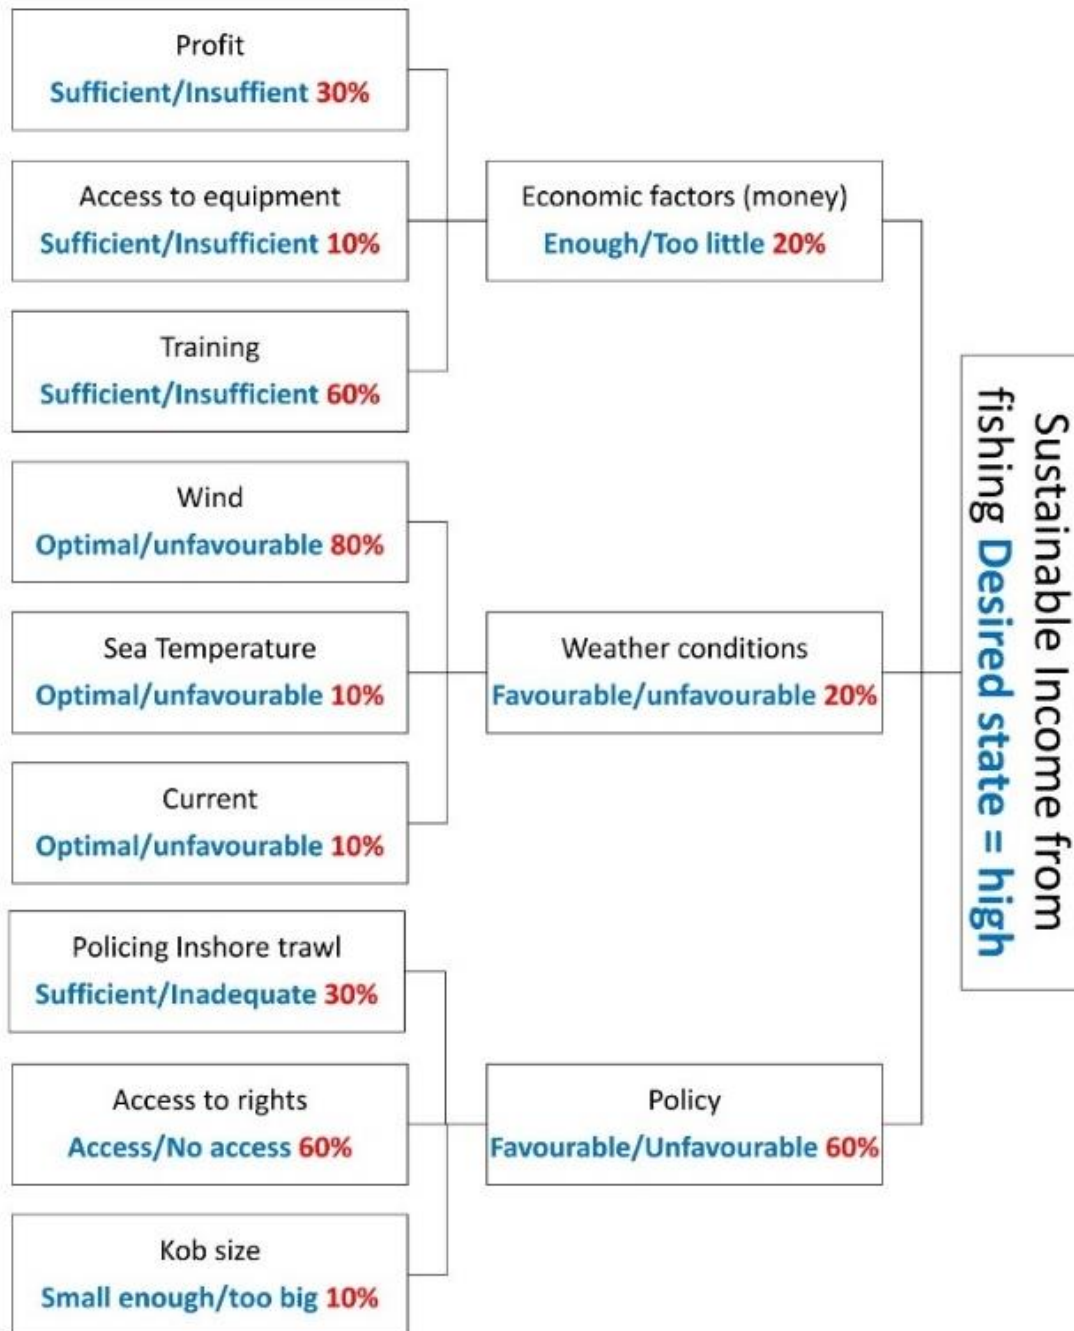 Profit
Sufficient/Insuffient 30%
Access to equipment
Sufficient/Insufficient 10%
Training
Sufficient/Insufficient 60%
Wind
Optimal/unfavourable 80%
Sea Temperature
Optimal/unfavourable 10%
Current
Optimal/unfavourable 10%
Policing Inshore trawl
Sufficient/Inadequate 30%
Access to rights
Access/No access 60%
Kob size
Small enough/too big 10%
Economic factors (money)
Enough/Too little 20%
Weather conditions
Favourable/unfavourable 20%
Policy
Favourable/Unfavourable 60%
Sustainable Income from
fishing Desired state = high